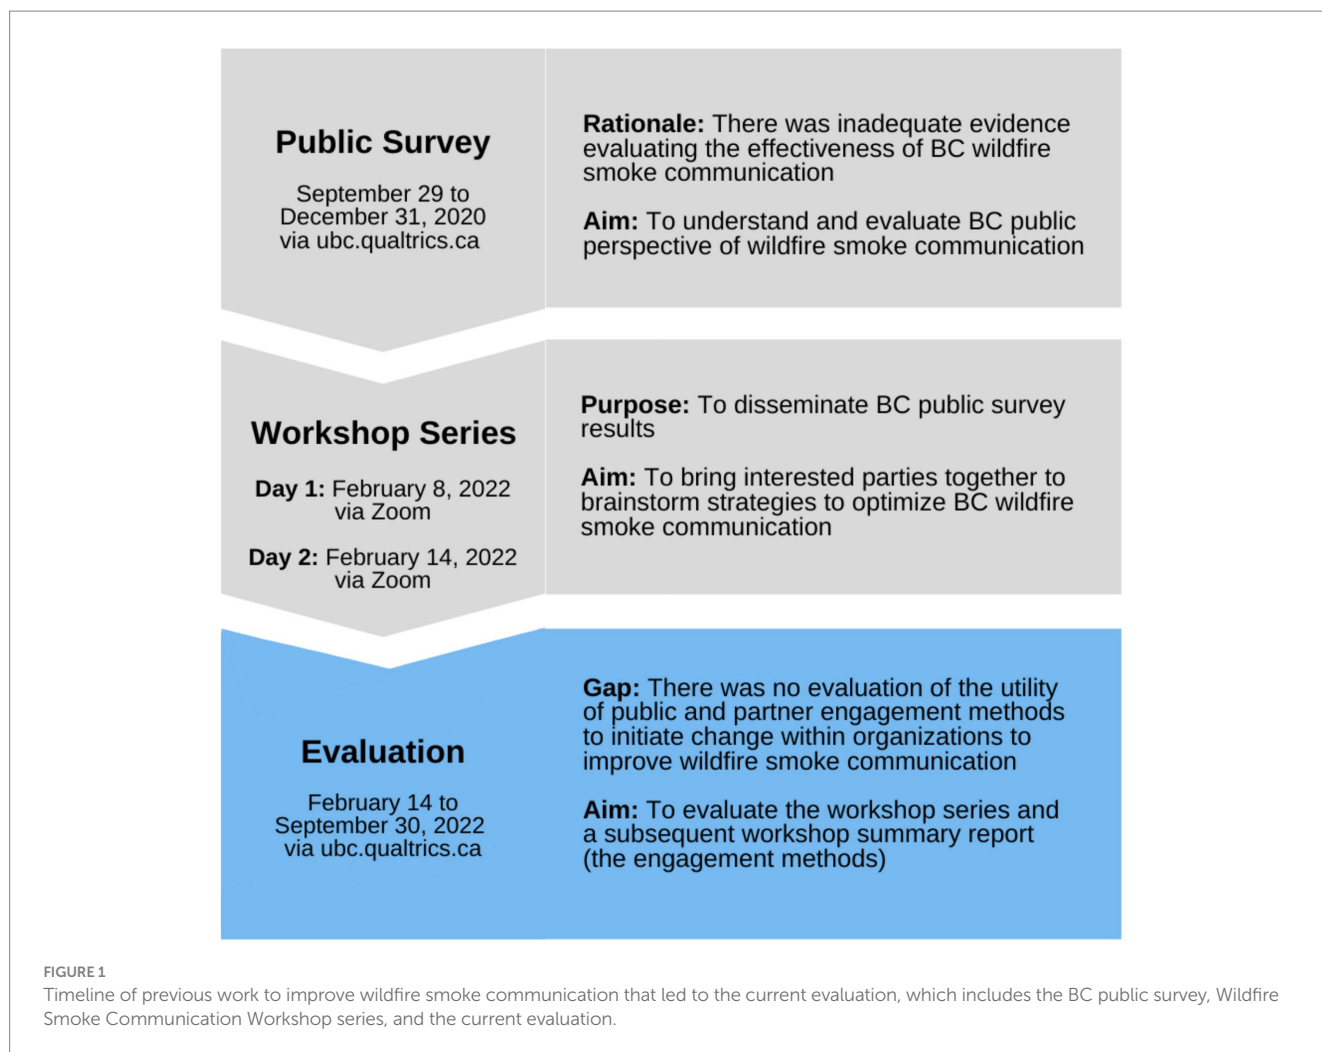 Public Survey
September 29 to
December 31, 2020
via ubc.qualtrics.ca
Rationale: There was inadequate evidence
evaluating the effectiveness of BC wildfire
smoke communication
Aim: To understand and evaluate BC public
perspective of wildfire smoke communication
Workshop Series
Day 1: February 8, 2022
via Zoom
Day 2: February 14, 2022
via Zoom
Purpose: To disseminate BC public survey
results
Aim: To bring interested parties together to
brainstorm strategies to optimize BC wildfire
smoke communication
Evaluation
February 14 to
September 30, 2022
via ubc.qualtrics.ca
Gap: There was no evaluation of the utility
of public and partner engagement methods
to initiate change within organizations to
improve wildfire smoke communication
Aim: To evaluate the workshop series and
a subsequent workshop summary report
(the engagement methods)
FIGURE 1
Timeline of previous work to improve wildfire smoke communication that led to the current evaluation, which includes the BC public survey, Wildfire
Smoke Communication Workshop series, and the current evaluation.